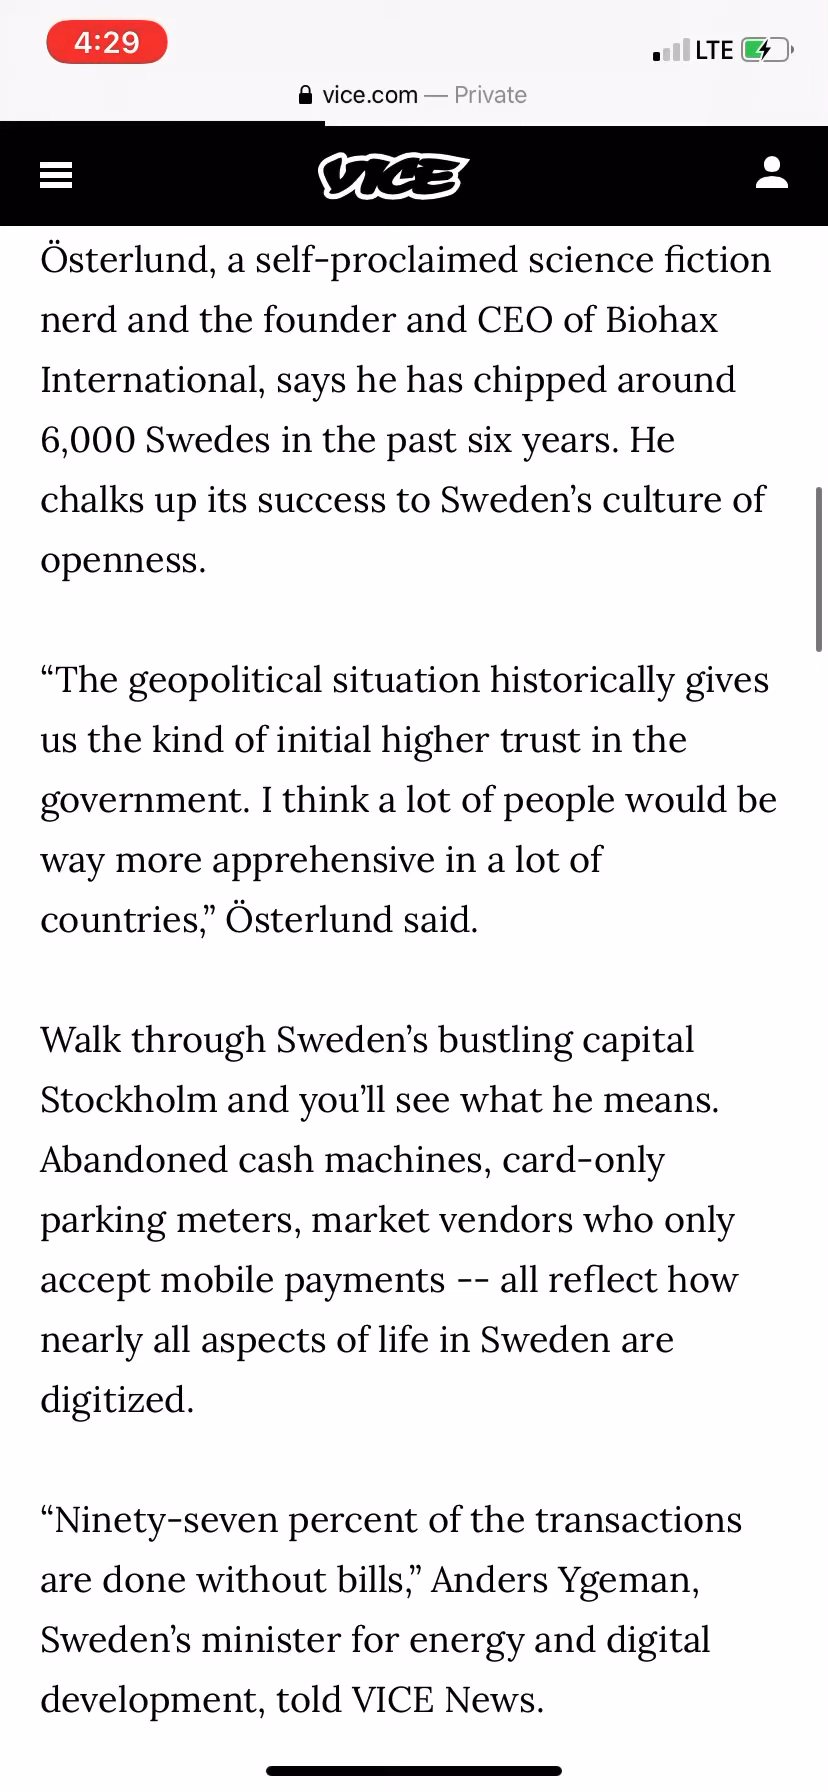 4:29
LTE
vice.com — Private
VICE
Österlund, a self-proclaimed science fiction
nerd and the founder and CEO of Biohax
International, says he has chipped around
6,000 Swedes in the past six years. He
chalks up its success to Sweden’s culture of
openness.
“The geopolitical situation historically gives
us the kind of initial higher trust in the
government. I think a lot of people would be
way more apprehensive in a lot of
countries,” Österlund said.
Walk through Sweden’s bustling capital
Stockholm and you’ll see what he means.
Abandoned cash machines, card-only
parking meters, market vendors who only
accept mobile payments -- all reflect how
nearly all aspects of life in Sweden are
digitized.
“Ninety-seven percent of the transactions
are done without bills,” Anders Ygeman,
Sweden’s minister for energy and digital
development, told VICE News.